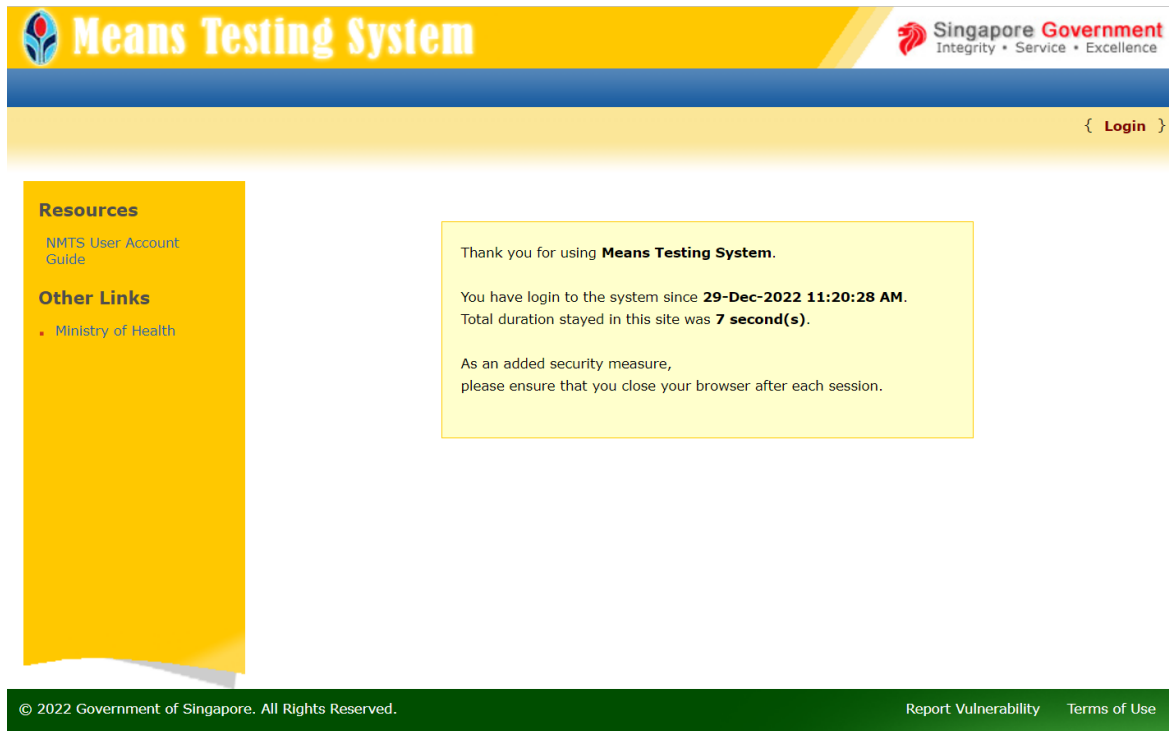 Means Testing System
Singapore Government
Integrity • Service • Excellence
{ Login }
Resources
NMTS User Account
Guide
Other Links
Ministry of Health
Thank you for using Means Testing System.
You have login to the system since 29-Dec-2022 11:20:28 AM.
Total duration stayed in this site was 7 second(s).
As an added security measure,
please ensure that you close your browser after each session.
© 2022 Government of Singapore. All Rights Reserved.
Report Vulnerability Terms of Use